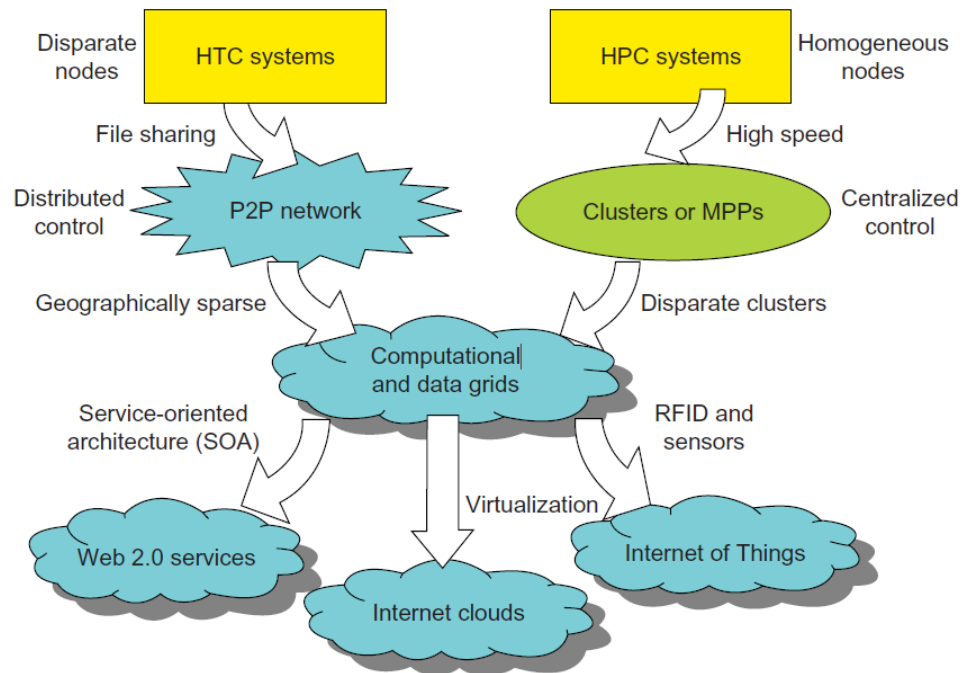 Disparate
nodes
HTC systems
HPC systems
Homogeneous
nodes
File sharing
High speed
Distributed
control
P2P network
Clusters or MPPs
Centralized
control
Geographically sparse
Disparate clusters
Computational
and data grids
Service-oriented
architecture (SOA)
RFID and
sensors
Virtualization
Web 2.0 services
Internet of Things
Internet clouds